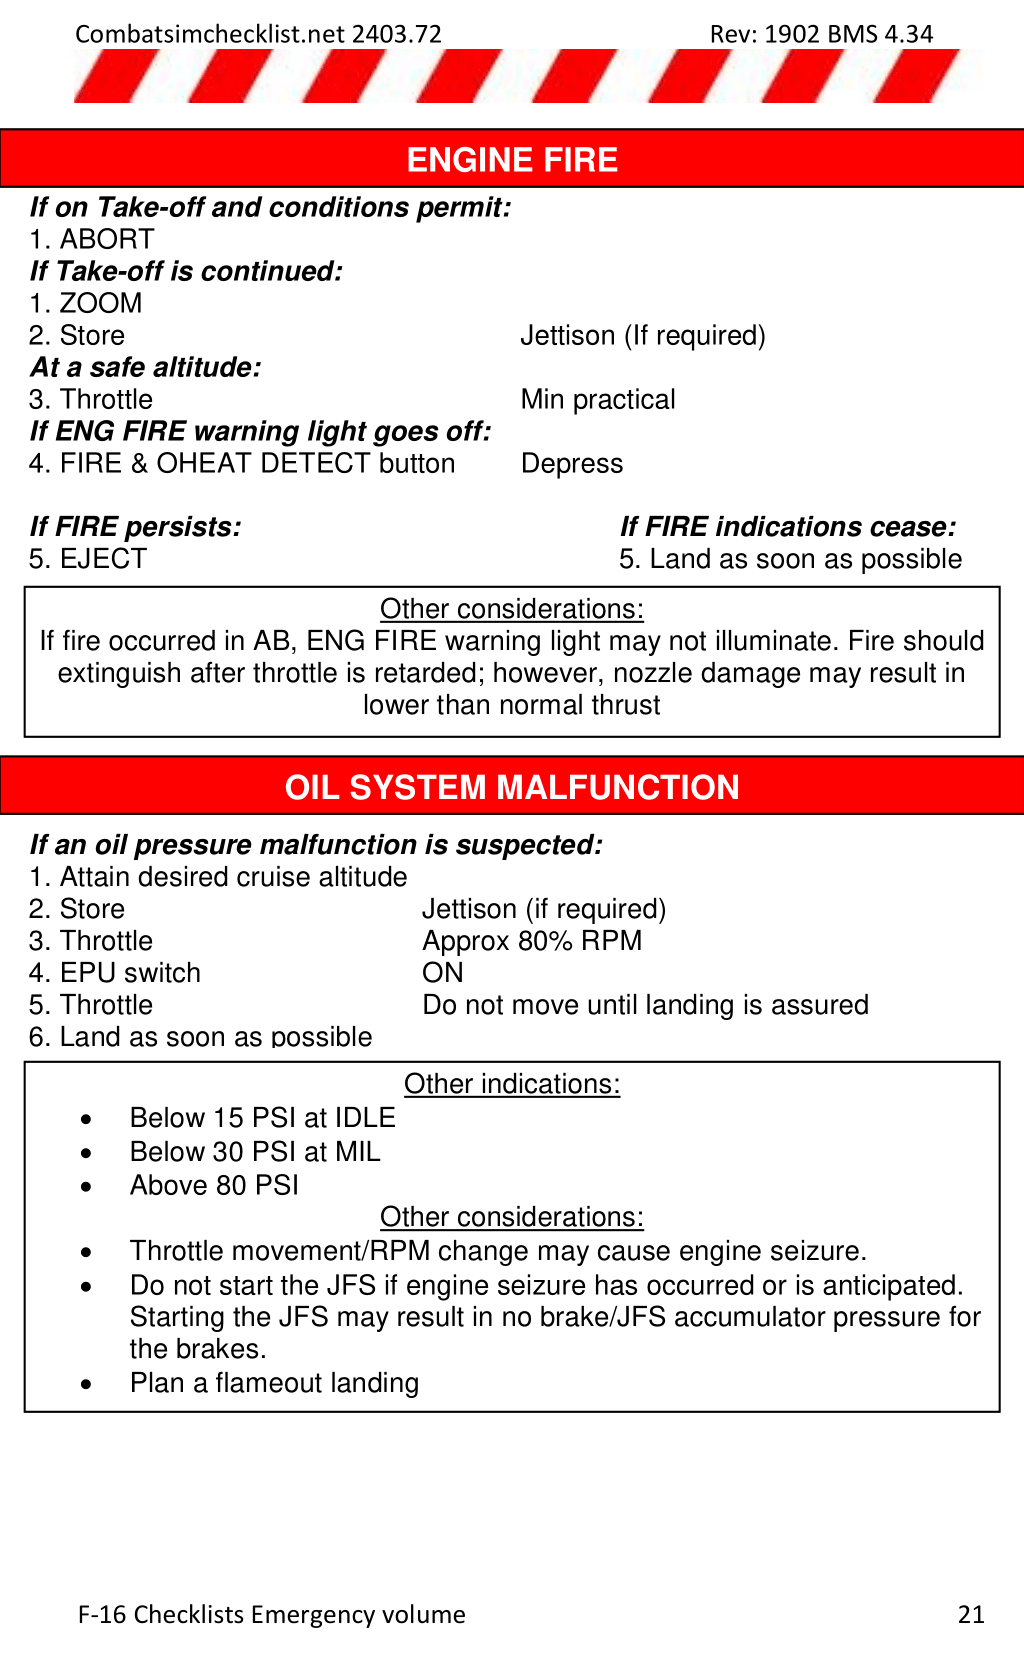 Combatsimchecklist.net 2403.72 Rev: 1902 BMS 4.34
ENGINE FIRE
If on Take-off and conditions permit:
1. ABORT
If Take-off is continued:
1. ZOOM
2. Store Jettison (If required)
At a safe altitude:
3. Throttle Min practical
If ENG FIRE warning light goes off:
4. FIRE & OHEAT DETECT button Depress
If FIRE persists: If FIRE indications cease:
5. EJECT 5. Land as soon as possible
Other considerations:
If fire occurred in AB, ENG FIRE warning light may not illuminate. Fire should
extinguish after throttle is retarded; however, nozzle damage may result in
lower than normal thrust
OIL SYSTEM MALFUNCTION
If an oil pressure malfunction is suspected:
1. Attain desired cruise altitude
2. Store Jettison (if required)
3. Throttle Approx 80% RPM
4. EPU switch ON
5. Throttle Do not move until landing is assured
6. Land as soon as possible
Other indications:
• Below 15 PSI at IDLE
• Below 30 PSI at MIL
• Above 80 PSI
Other considerations:
• Throttle movement/RPM change may cause engine seizure.
• Do not start the JFS if engine seizure has occurred or is anticipated.
Starting the JFS may result in no brake/JFS accumulator pressure for
the brakes.
• Plan a flameout landing
F-16 Checklists Emergency volume 21